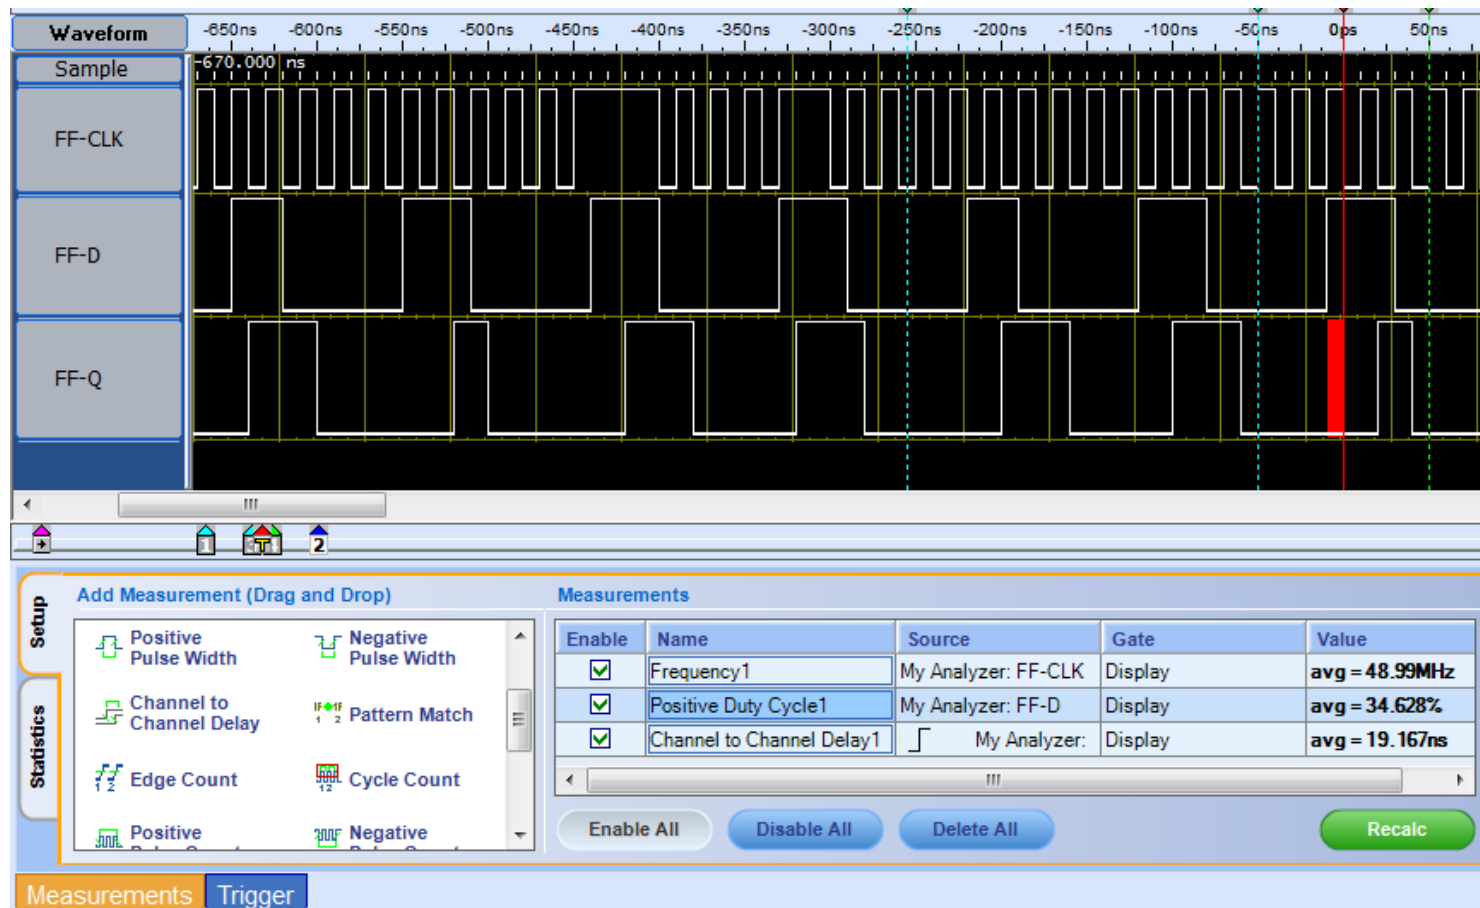 Waveform -650ns -600ns -550ns -500ns -450ns -400ns -350ns -300ns -250ns -200ns -150ns -100ns -50ns 0ps 50ns
Sample -670.000 ns
FF-CLK
FF-D
FF-Q
1 T 2
Setup
Statistics
Add Measurement (Drag and Drop)
Positive
Pulse Width
Negative
Pulse Width
Channel to
Channel Delay
Pattern Match
Edge Count
Cycle Count
Positive
Negative
Measurements
Enable Name Source Gate Value
Frequency1 My Analyzer: FF-CLK Display avg = 48.99MHz
Positive Duty Cycle1 My Analyzer: FF-D Display avg = 34.628%
Channel to Channel Delay1 My Analyzer: Display avg = 19.167ns
Enable All Disable All Delete All Recalc
Measurements Trigger